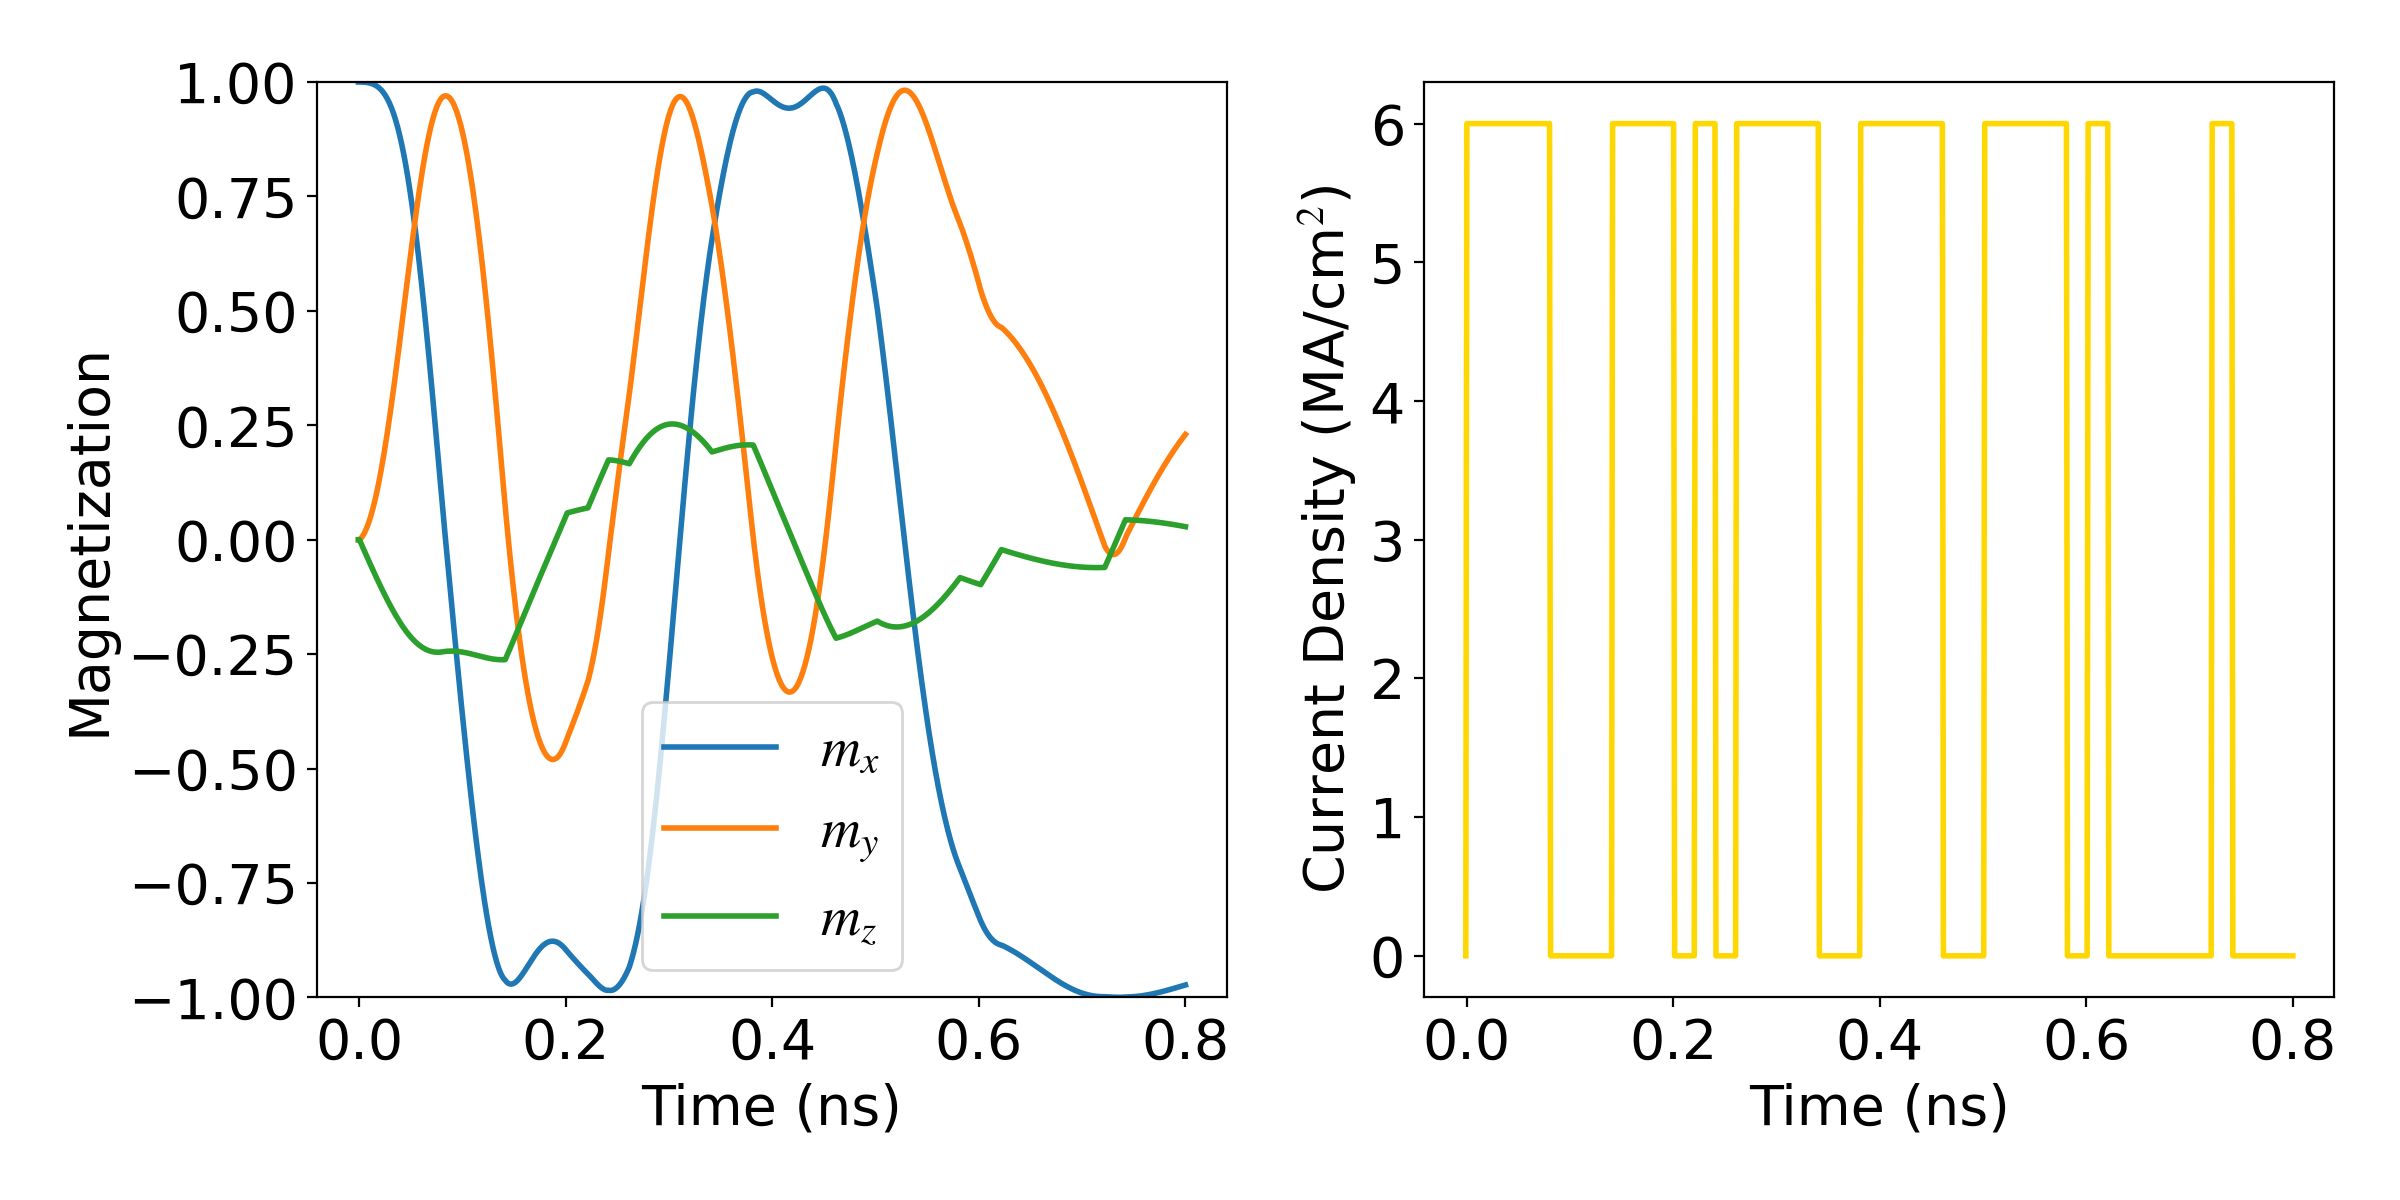 Magnetization
1.00
0.75
0.50
0.25
0.00
−0.25
−0.50
−0.75
−1.00
0.0 0.2 0.4 0.6 0.8
Time (ns)
m_x
m_y
m_z
Current Density (MA/cm²)
6
5
4
3
2
1
0
0.0 0.2 0.4 0.6 0.8
Time (ns)